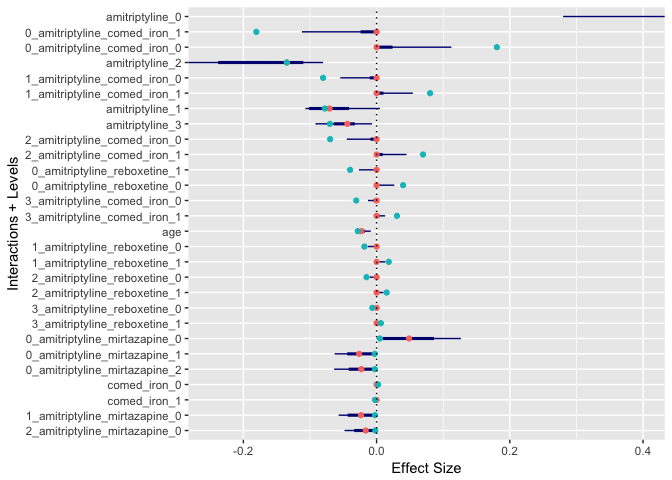 Interactions + Levels
amitriptyline_0
0_amitriptyline_comed_iron_1
0_amitriptyline_comed_iron_0
amitriptyline_2
1_amitriptyline_comed_iron_0
1_amitriptyline_comed_iron_1
amitriptyline_1
amitriptyline_3
2_amitriptyline_comed_iron_0
2_amitriptyline_comed_iron_1
0_amitriptyline_reboxetine_1
0_amitriptyline_reboxetine_0
3_amitriptyline_comed_iron_0
3_amitriptyline_comed_iron_1
age
1_amitriptyline_reboxetine_0
1_amitriptyline_reboxetine_1
2_amitriptyline_reboxetine_0
2_amitriptyline_reboxetine_1
3_amitriptyline_reboxetine_0
3_amitriptyline_reboxetine_1
0_amitriptyline_mirtazapine_0
0_amitriptyline_mirtazapine_1
0_amitriptyline_mirtazapine_2
comed_iron_0
comed_iron_1
1_amitriptyline_mirtazapine_0
2_amitriptyline_mirtazapine_0
-0.2 0.0 0.2 0.4
Effect Size